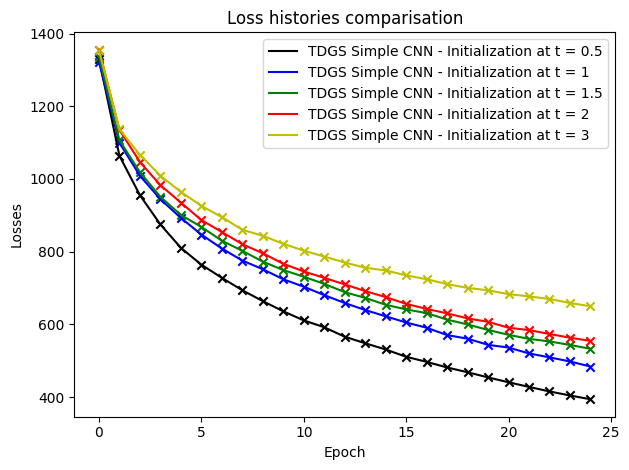 Loss histories comparisation
TDGS Simple CNN - Initialization at t = 0.5
TDGS Simple CNN - Initialization at t = 1
TDGS Simple CNN - Initialization at t = 1.5
TDGS Simple CNN - Initialization at t = 2
TDGS Simple CNN - Initialization at t = 3
1400
1200
1000
800
600
400
Losses
0 5 10 15 20 25
Epoch